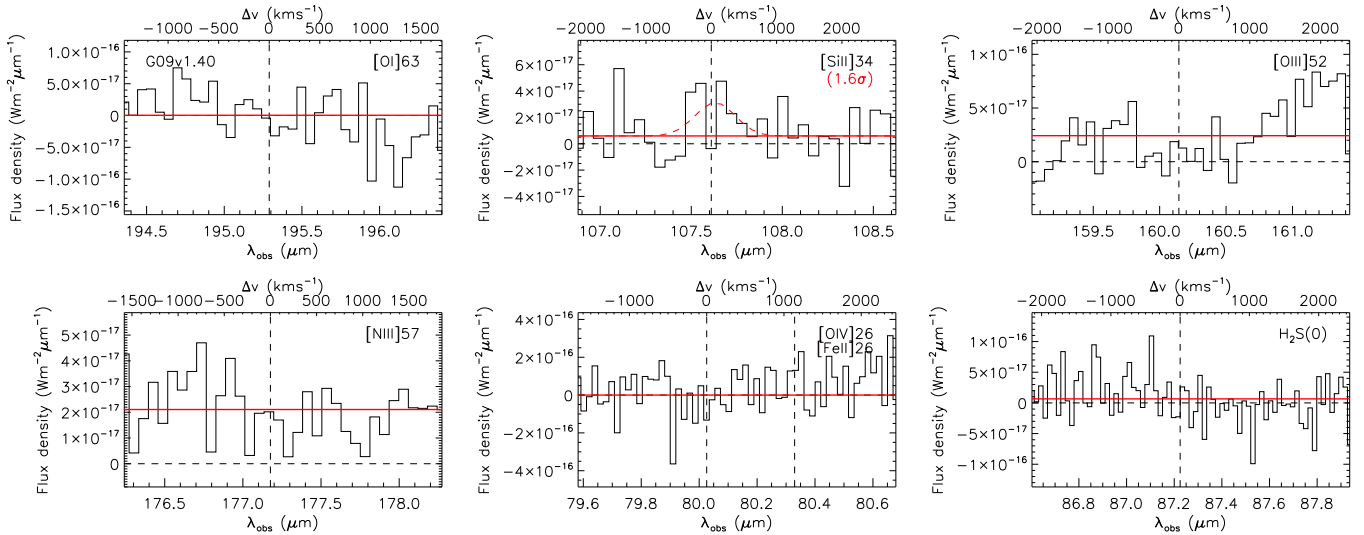 Δv (kms⁻¹)
-1000 -500 0 500 1000
G09v1.40 [OI]63
1.0×10⁻¹⁶
5.0×10⁻¹⁷
0
-5.0×10⁻¹⁷
-1.0×10⁻¹⁶
-1.5×10⁻¹⁶
Flux density (Wm⁻²μm⁻¹)
194.5 195.0 195.5 196.0
λobs (μm)
Δv (kms⁻¹)
-2000 -1000 0 1000 2000
[SiII]34
(1.6σ)
6×10⁻¹⁷
4×10⁻¹⁷
2×10⁻¹⁷
0
-2×10⁻¹⁷
-4×10⁻¹⁷
Flux density (Wm⁻²μm⁻¹)
107.0 107.5 108.0 108.5
λobs (μm)
Δv (kms⁻¹)
-2000 -1000 0 1000 2000
[OIII]52
1×10⁻¹⁶
5×10⁻¹⁷
0
Flux density (Wm⁻²μm⁻¹)
159.5 160.0 160.5 161.0
λobs (μm)
Δv (kms⁻¹)
-1500 -1000 -500 0 500 1000 1500
[NIII]57
5×10⁻¹⁷
4×10⁻¹⁷
3×10⁻¹⁷
2×10⁻¹⁷
1×10⁻¹⁷
0
Flux density (Wm⁻²μm⁻¹)
176.5 177.0 177.5 178.0
λobs (μm)
Δv (kms⁻¹)
-1000 0 1000 2000
[OIV]26
[FeII]26
4×10⁻¹⁶
2×10⁻¹⁶
0
-2×10⁻¹⁶
-4×10⁻¹⁶
Flux density (Wm⁻²μm⁻¹)
79.6 79.8 80.0 80.2 80.4 80.6
λobs (μm)
Δv (kms⁻¹)
-2000 -1000 0 1000 2000
H₂S(0)
1×10⁻¹⁶
5×10⁻¹⁷
0
-5×10⁻¹⁷
-1×10⁻¹⁶
Flux density (Wm⁻²μm⁻¹)
86.8 87.0 87.2 87.4 87.6 87.8
λobs (μm)